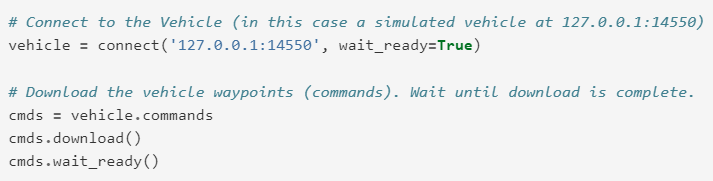 # Connect to the Vehicle (in this case a simulated vehicle at 127.0.0.1:14550)
vehicle = connect('127.0.0.1:14550', wait_ready=True)
# Download the vehicle waypoints (commands). Wait until download is complete.
cmds = vehicle.commands
cmds.download()
cmds.wait_ready()